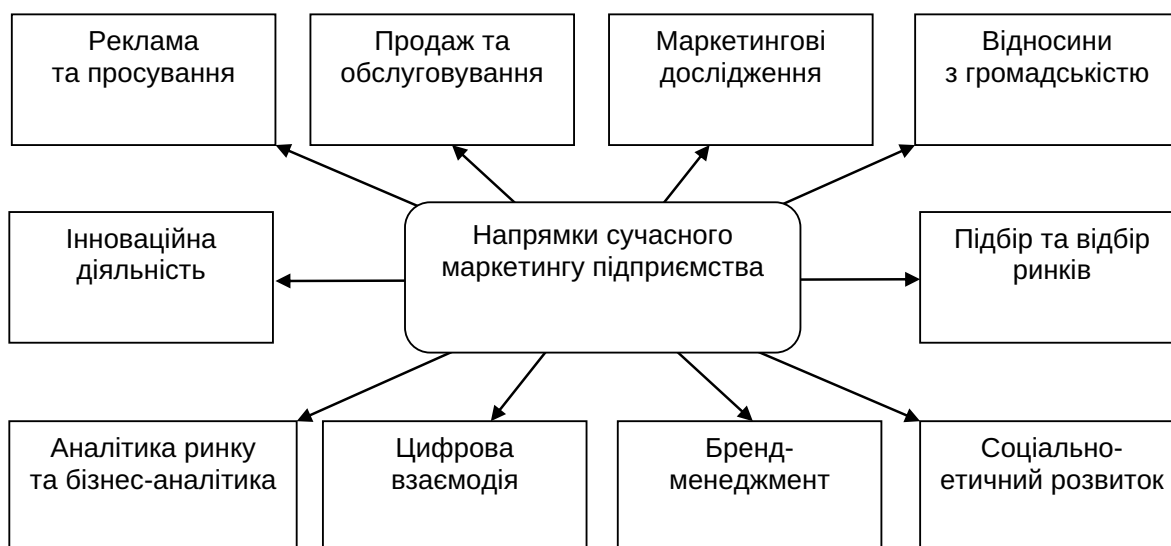 Реклама
та просування
Продаж та
обслуговування
Маркетингові
дослідження
Відносини
з громадськістю
Інноваційна
діяльність
Напрямки сучасного
маркетингу підприємства
Підбір та відбір
ринків
Аналітика ринку
та бізнес-аналітика
Цифрова
взаємодія
Бренд-
менеджмент
Соціально-
етичний розвиток